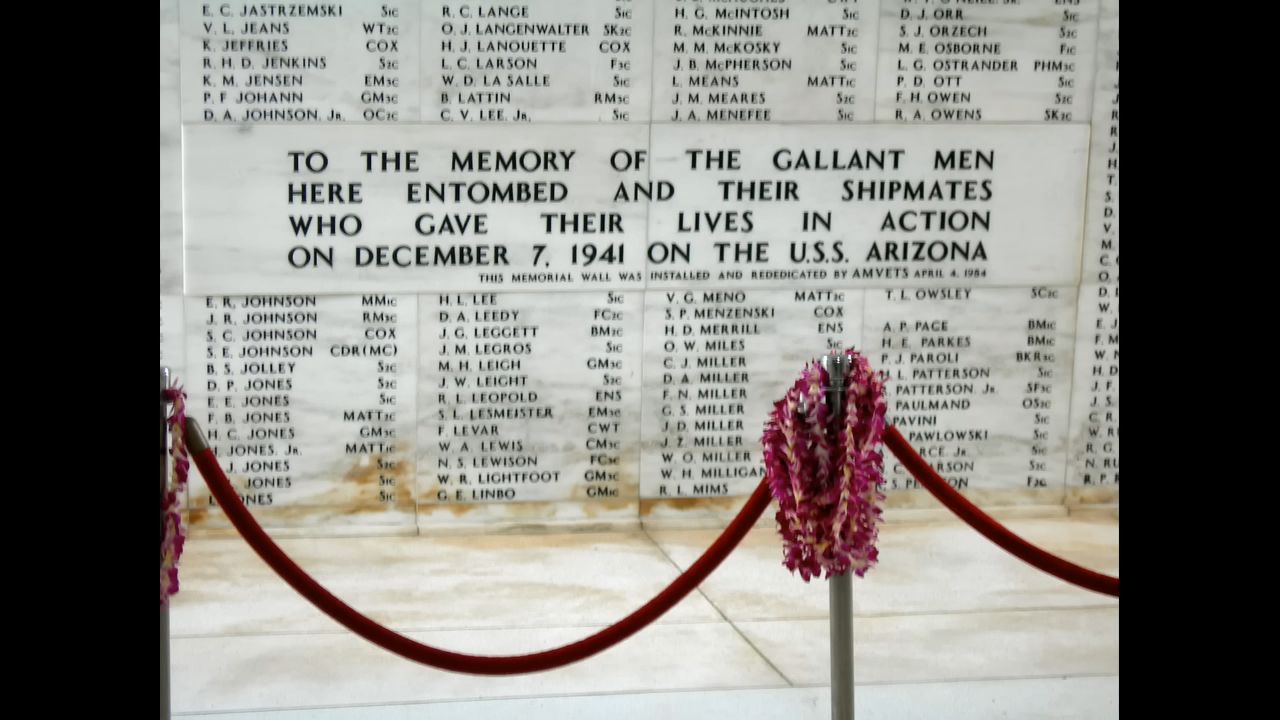 E. C. JASTRZEMSKI S1C
V. L. JEANS WT2C
K. JEFFRIES COX
R. H. D. JENKINS S2C
K. M. JENSEN EM3C
P. F. JOHANN GM3C
D. A. JOHNSON, JR. OC2C
R. C. LANGE S1C
O. J. LANGENWALTER SK2C
H. J. LANOUETTE COX
L. C. LARSON F3C
W. D. LA SALLE S1C
B. LATTIN RM3C
C. V. LEE, JR. S1C
H. G. McINTOSH S1C
R. McKINNIE MATT2C
M. M. McKOSKY S1C
J. B. McPHERSON S1C
L. MEANS MATT1C
J. M. MEARES S2C
J. A. MENEFEE S1C
D. J. ORR S1C
S. J. ORZECH S2C
M. E. OSBORNE F1C
L. G. OSTRANDER PHM3C
P. D. OTT S1C
F. H. OWEN S2C
R. A. OWENS SK2C
TO THE MEMORY OF THE GALLANT MEN
HERE ENTOMBED AND THEIR SHIPMATES
WHO GAVE THEIR LIVES IN ACTION
ON DECEMBER 7, 1941 ON THE U.S.S. ARIZONA
THIS MEMORIAL WALL WAS INSTALLED AND REDEDICATED BY AMVETS APRIL 4, 1984
E. R. JOHNSON MM1C
J. R. JOHNSON RM3C
S. C. JOHNSON COX
S. E. JOHNSON CDR(MC)
B. S. JOLLEY S2C
D. P. JONES S2C
E. E. JONES S1C
F. B. JONES MATT2C
H. C. JONES GM3C
JONES, JR. MATT1C
J. JONES S2C
JONES S1C
JONES S1C
H. L. LEE S1C
D. A. LEEDY FC2C
J. G. LEGGETT BM2C
J. M. LEGROS S1C
M. H. LEIGH GM3C
J. W. LEIGHT S2C
R. L. LEOPOLD ENS
S. L. LESMEISTER EM3C
F. LEVAR CWT
W. A. LEWIS CM3C
N. S. LEWISON FC3C
W. R. LIGHTFOOT GM3C
G. E. LINBO GM1C
V. G. MENO MATT2C
S. P. MENZENSKI COX
H. D. MERRILL ENS
O. W. MILES S1C
C. J. MILLER
D. A. MILLER
F. N. MILLER
G. S. MILLER
J. D. MILLER
J. Z. MILLER
W. O. MILLER
W. H. MILLIGAN
R. L. MIMS
T. L. OWSLEY SC2C
A. P. PACE BM1C
H. E. PARKES BM1C
P. J. PAROLI BKR3C
H. L. PATTERSON S1C
PATTERSON, JR. SF3C
PAULMAND OS2C
PAVINI S1C
PAWLOWSKI S1C
RCE, JR. S1C
RSON S1C
F2C